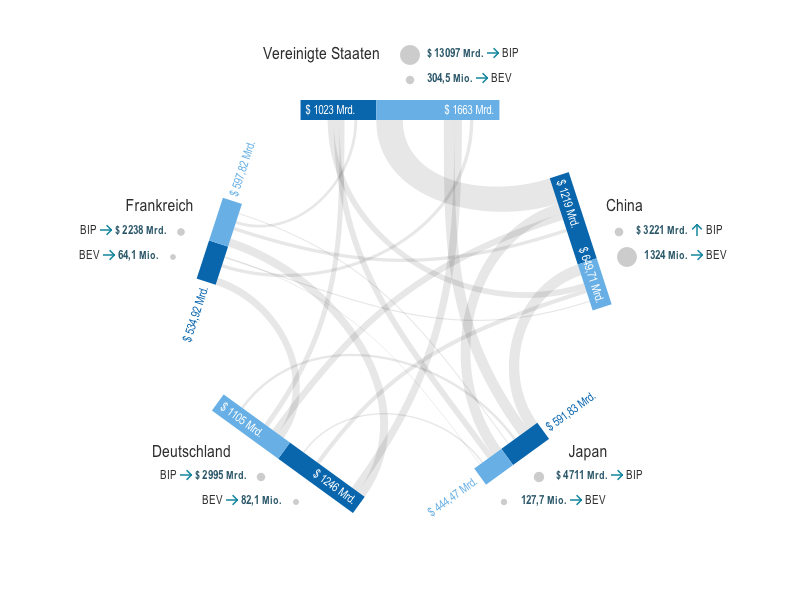 Vereinigte Staaten
$ 13097 Mrd. → BIP
304,5 Mio. → BEV
$ 1023 Mrd.
$ 1663 Mrd.
$ 597,82 Mrd.
Frankreich
BIP → $ 2238 Mrd.
BEV → 64,1 Mio.
$ 534,92 Mrd.
$ 1219 Mrd.
$ 649,71 Mrd.
China
$ 3221 Mrd. ↑ BIP
1324 Mio. → BEV
$ 1105 Mrd.
$ 1246 Mrd.
Deutschland
BIP → $ 2995 Mrd.
BEV → 82,1 Mio.
$ 591,83 Mrd.
$ 444,47 Mrd.
Japan
$ 4711 Mrd. → BIP
127,7 Mio. → BEV